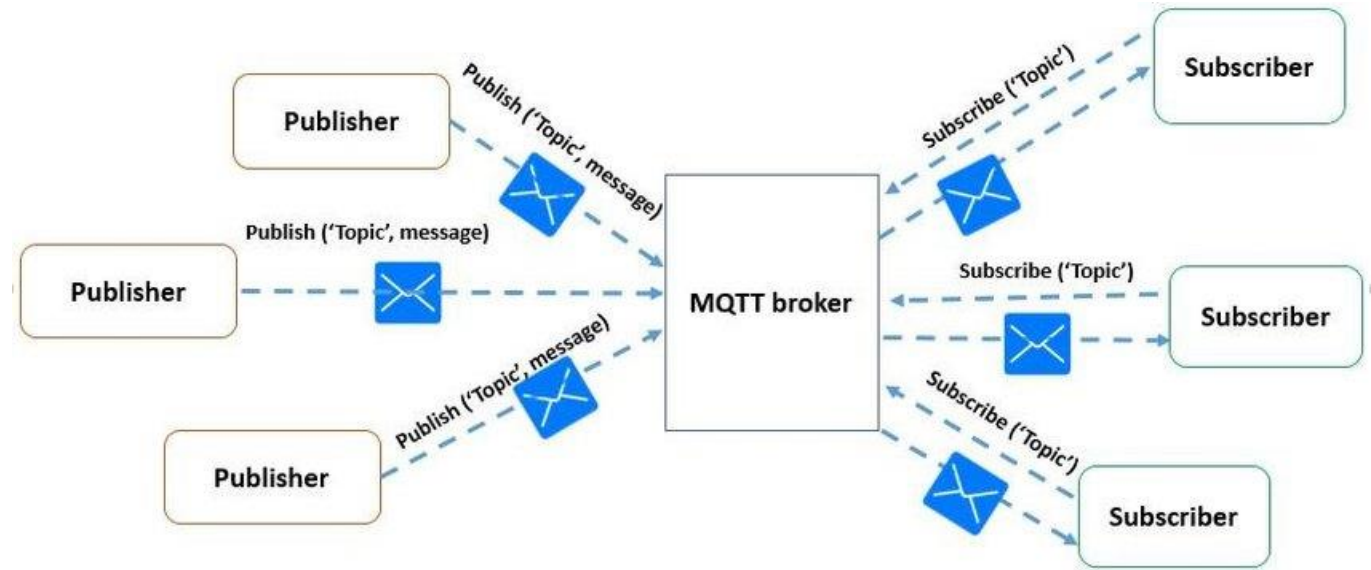 Publisher
Publish (‘Topic’, message)
Publish (‘Topic’, message)
Publisher
Publish (‘Topic’, message)
Publisher
MQTT broker
Subscribe (‘Topic’)
Subscriber
Subscribe (‘Topic’)
Subscriber
Subscribe (‘Topic’)
Subscriber